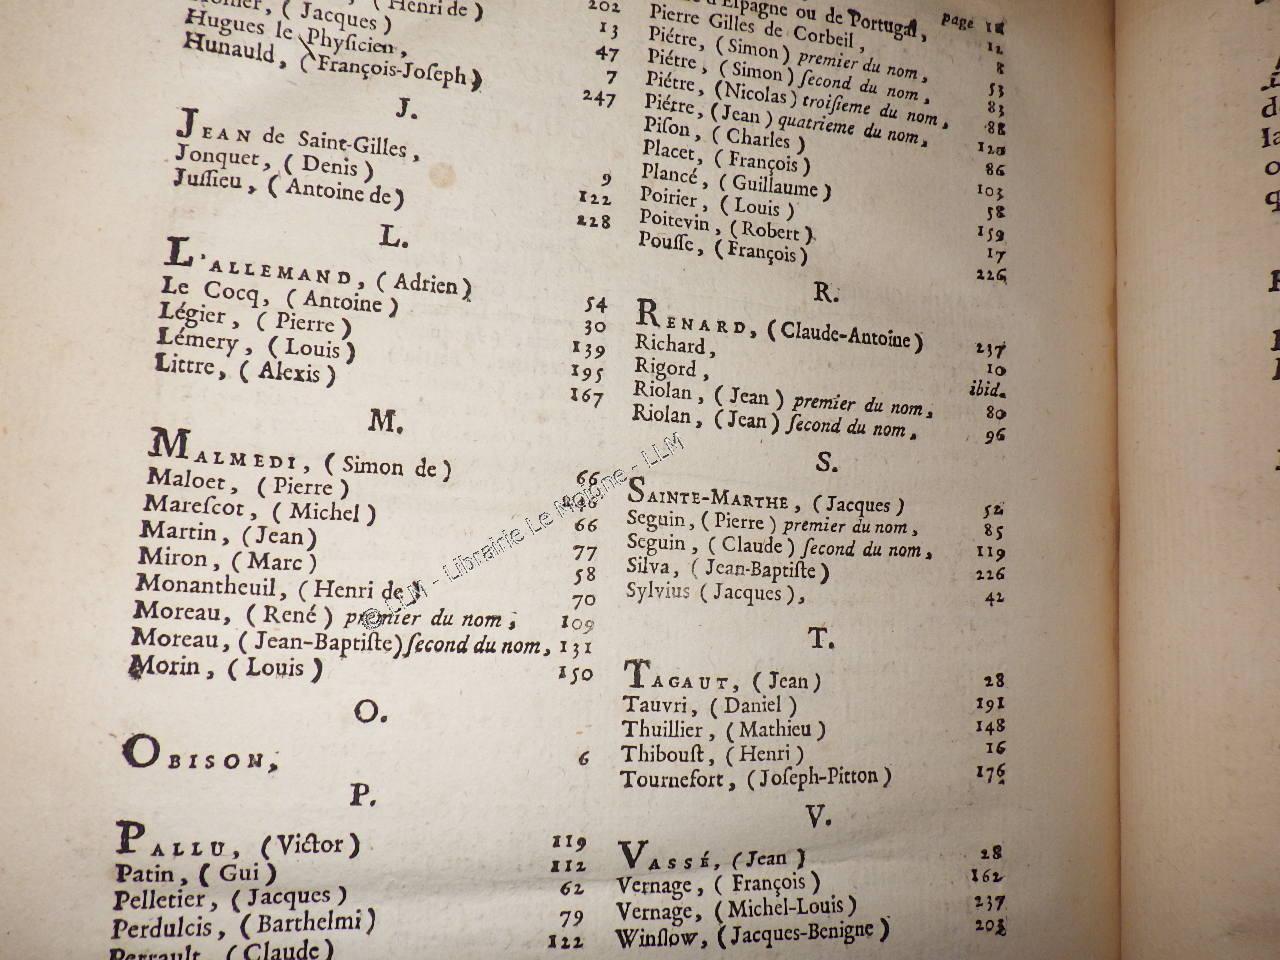 202
(Henri de) 13
(Jacques) 47
Hugues le Phyſicien, 7
Hunauld, (François-Joſeph) 247
J.
JEAN de Saint-Gilles, 9
Jonquet, (Denis) 122
Juſſieu, (Antoine de) 228
L.
L'ALLEMAND, (Adrien) 54
Le Cocq, (Antoine) 30
Légier, (Pierre) 139
Lémery, (Louis) 195
Littre, (Alexis) 167
M.
MALMEDI, (Simon de) 66
Maloet, (Pierre)
Mareſcot, (Michel) 66
Martin, (Jean) 77
Miron, (Marc) 58
Monantheuil, (Henri de) 70
Moreau, (René) premier du nom, 109
Moreau, (Jean-Baptiſte) ſecond du nom, 131
Morin, (Louis) 150
O.
OBISON, 6
P.
PALLU, (Victor) 119
Patin, (Gui) 112
Pelletier, (Jacques) 62
Perdulcis, (Barthelmi) 79
Perrault, (Claude) 122
page
d'Eſpagne ou de Portugal, 12
Pierre Gilles de Corbeil, 8
Piétre, (Simon) premier du nom, 53
Piétre, (Simon) ſecond du nom, 83
Piétre, (Nicolas) troiſieme du nom, 88
Piétre, (Jean) quatrieme du nom, 120
Piſon, (Charles) 86
Placet, (François) 103
Plancé, (Guillaume) 58
Poirier, (Louis) 159
Poitevin, (Robert) 17
Pouſſe, (François) 226
R.
RENARD, (Claude-Antoine) 237
Richard, 10
Rigord, ibid.
Riolan, (Jean) premier du nom, 80
Riolan, (Jean) ſecond du nom, 96
S.
SAINTE-MARTHE, (Jacques) 52
Seguin, (Pierre) premier du nom, 85
Seguin, (Claude) ſecond du nom, 119
Silva, (Jean-Baptiſte) 226
Sylvius (Jacques), 42
T.
TAGAUT, (Jean) 28
Tauvri, (Daniel) 191
Thuillier, (Mathieu) 148
Thibouſt, (Henri) 16
Tournefort, (Joſeph-Pitton) 176
V.
VASSÉ, (Jean) 28
Vernage, (François) 162
Vernage, (Michel-Louis) 237
Winſlow, (Jacques-Benigne) 203
© LLM - Librairie Le Moigne - LLM